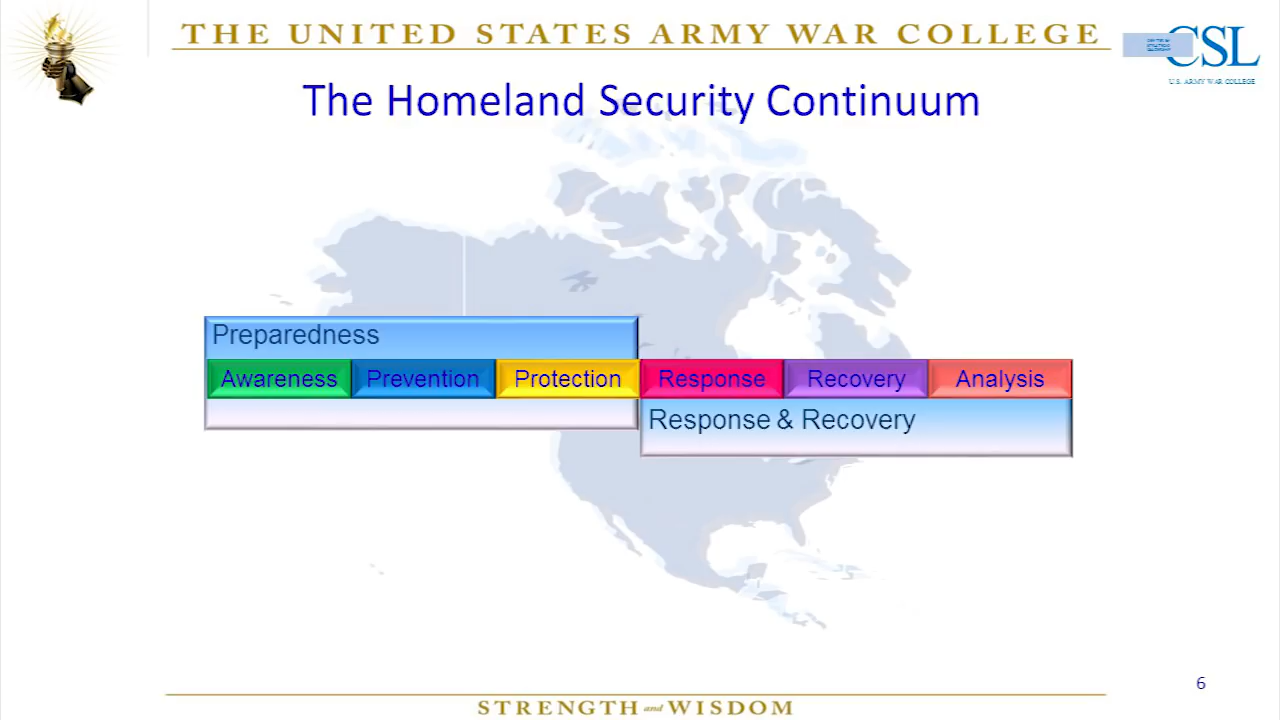 THE UNITED STATES ARMY WAR COLLEGE
CSL
U.S. ARMY WAR COLLEGE
The Homeland Security Continuum
Preparedness
Awareness Prevention Protection Response Recovery Analysis
Response & Recovery
6
STRENGTH and WISDOM